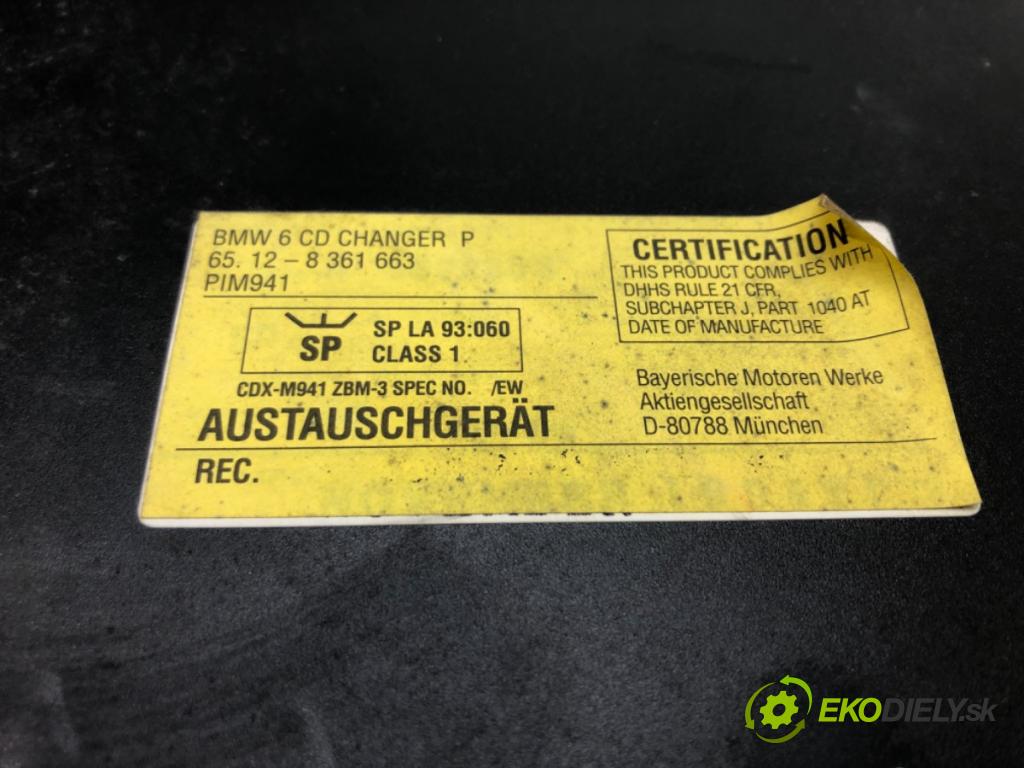 BMW 6 CD CHANGER P
65. 12 – 8 361 663
PIM941
SP
SP LA 93:060
CLASS 1
CDX-M941 ZBM-3 SPEC NO. /EW
AUSTAUSCHGERÄT
REC.
CERTIFICATION
THIS PRODUCT COMPLIES WITH
DHHS RULE 21 CFR,
SUBCHAPTER J, PART 1040 AT
DATE OF MANUFACTURE
Bayerische Motoren Werke
Aktiengesellschaft
D-80788 München
EKODIELY.sk